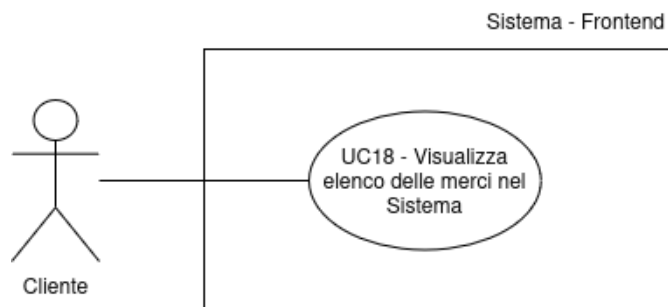 Sistema - Frontend
UC18 - Visualizza
elenco delle merci nel
Sistema
Cliente